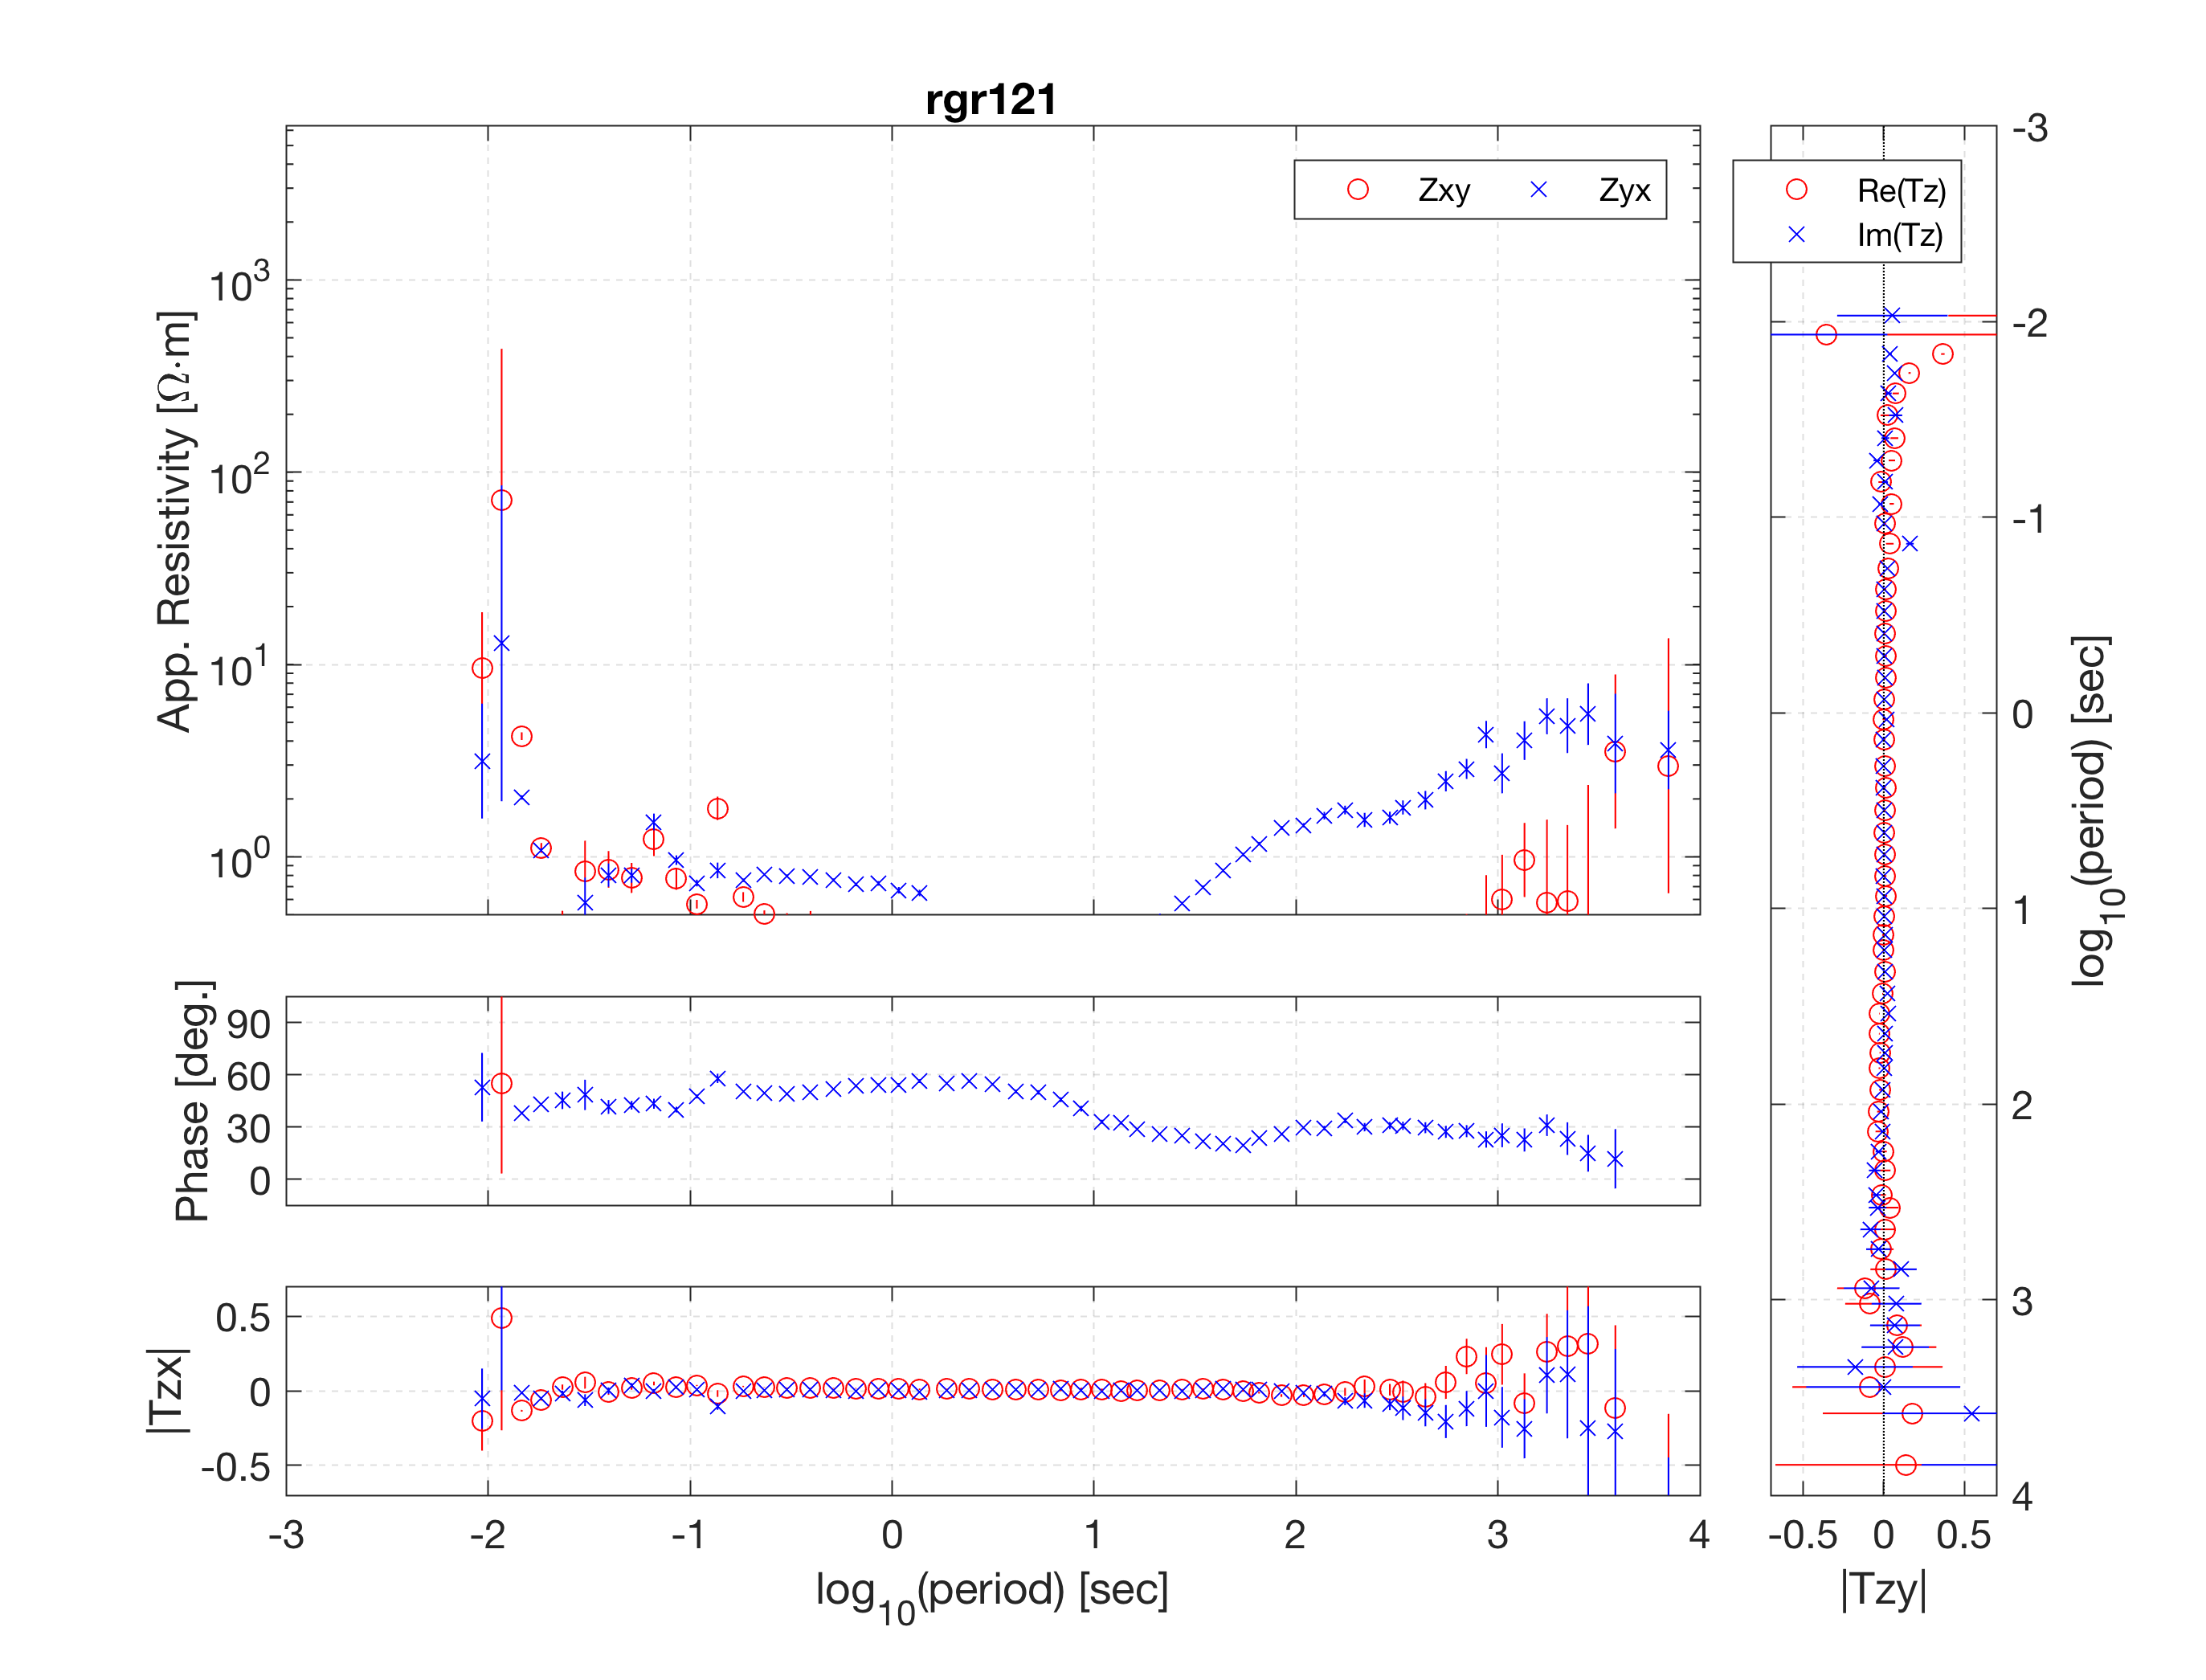 rgr121
Zxy Zyx
Re(Tz)
Im(Tz)
App. Resistivity [Ω·m]
10^3
10^2
10^1
10^0
Phase [deg.]
90
60
30
0
|Tzx|
0.5
0
-0.5
-3 -2 -1 0 1 2 3 4
log10(period) [sec]
-3
-2
-1
0
1
2
3
4
log10(period) [sec]
-0.5 0 0.5
|Tzy|